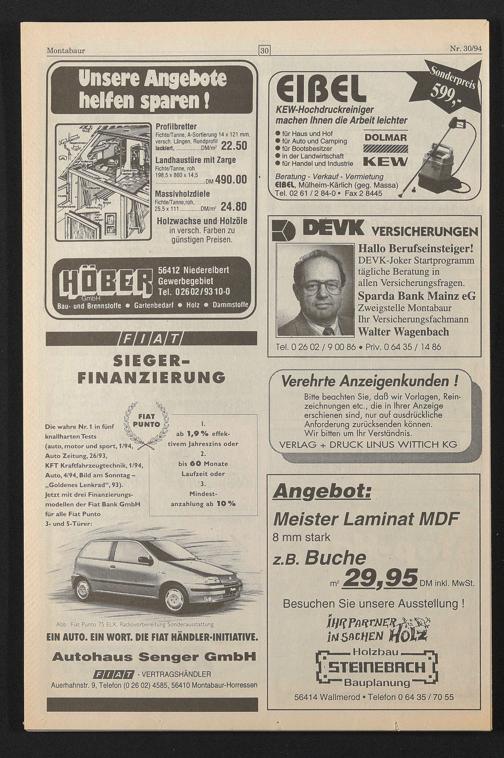 Montabaur
30
Nr. 30/94
Unsere Angebote
helfen sparen !
Profilbretter
Fichte/Tanne, A-Sortierung 14 x 121 mm,
versch. Längen, Rundprofil
lackiert, DM/m² 22.50
Landhaustüre mit Zarge
Fichte/Tanne, roh
198,5 x 860 x 14,5
DM 490.00
Massivholzdiele
Fichte/Tanne, roh,
25,5 x 111 DM/m² 24.80
Holzwachse und Holzöle
in versch. Farben zu
günstigen Preisen.
HÖBER
GmbH
56412 Niederelbert
Gewerbegebiet
Tel. 02602/9310-0
Bau- und Brennstoffe • Gartenbedarf • Holz • Dammstoffe
FIAT
SIEGER-
FINANZIERUNG
Die wahre Nr. 1 in fünf
knallharten Tests
(auto, motor und sport, 1/94,
Auto Zeitung, 26/93,
KFT Kraftfahrzeugtechnik, 1/94,
Auto, 4/94, Bild am Sonntag –
„Goldenes Lenkrad", 93).
Jetzt mit drei Finanzierungs-
modellen der Fiat Bank GmbH
für alle Fiat Punto
3- und 5-Türer:
FIAT
PUNTO
1.
ab 1,9% effek-
tivem Jahreszins oder
2.
bis 60 Monate
Laufzeit oder
3.
Mindest-
anzahlung ab 10%
Abb.: Fiat Punto 75 ELX. Radiovorbereitung Sonderausstattung
EIN AUTO. EIN WORT. DIE FIAT HÄNDLER-INITIATIVE.
Autohaus Senger GmbH
FIAT - VERTRAGSHÄNDLER
Auerhahnstr. 9, Telefon (0 26 02) 4585, 56410 Montabaur-Horressen
EIßEL
Sonderpreis
599,-
KEW-Hochdruckreiniger
machen Ihnen die Arbeit leichter
● für Haus und Hof
● für Auto und Camping
● für Bootsbesitzer
● in der Landwirtschaft
● für Handel und Industrie
DOLMAR
KEW
Beratung - Verkauf - Vermietung
EIßEL, Mülheim-Kärlich (geg. Massa)
Tel. 02 61 / 2 84-0 • Fax 2 8445
DEVK VERSICHERUNGEN
Hallo Berufseinsteiger!
DEVK-Joker Startprogramm
tägliche Beratung in
allen Versicherungsfragen.
Sparda Bank Mainz eG
Zweigstelle Montabaur
Ihr Versicherungsfachmann
Walter Wagenbach
Tel. 0 26 02 / 9 00 86 • Priv. 0 64 35 / 14 86
Verehrte Anzeigenkunden !
Bitte beachten Sie, daß wir Vorlagen, Rein-
zeichnungen etc., die in Ihrer Anzeige
erschienen sind, nur auf ausdrückliche
Anforderung zurücksenden können.
Wir bitten um Ihr Verständnis.
VERLAG + DRUCK LINUS WITTICH KG
Angebot:
Meister Laminat MDF
8 mm stark
z.B. Buche
m² 29,95 DM inkl. MwSt.
Besuchen Sie unsere Ausstellung !
IHR PARTNER
IN SACHEN HOLZ
Holzbau
STEINEBACH
Bauplanung
56414 Wallmerod • Telefon 0 64 35 / 70 55